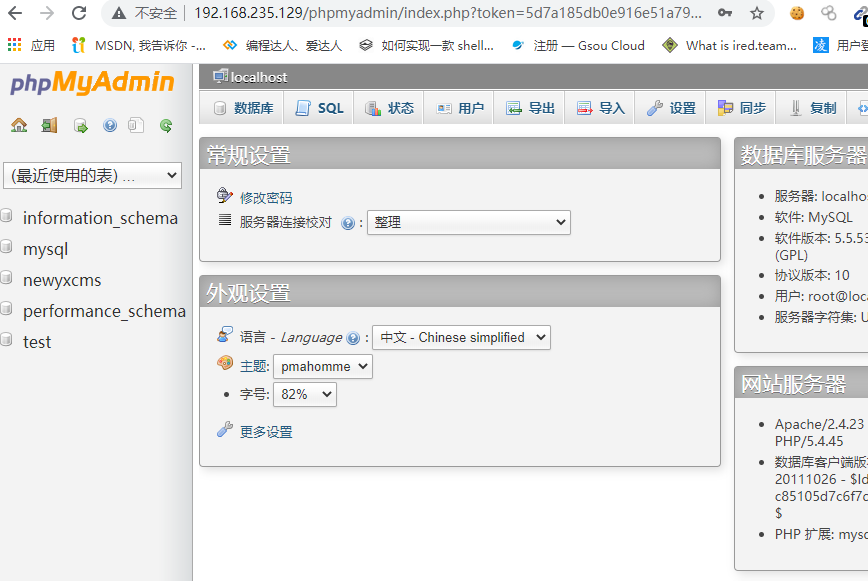 不安全 192.168.235.129/phpmyadmin/index.php?token=5d7a185db0e916e51a79...
应用 MSDN, 我告诉你 -... 编程达人、爱达人 如何实现一款 shell... 注册 — Gsou Cloud What is ired.team... 凌 用户登
phpMyAdmin
(最近使用的表) ...
information_schema
mysql
newyxcms
performance_schema
test
localhost
数据库 SQL 状态 用户 导出 导入 设置 同步 复制
常规设置
修改密码
服务器连接校对 : 整理
外观设置
语言 - Language : 中文 - Chinese simplified
主题: pmahomme
字号: 82%
更多设置
数据库服务器
服务器: localhos
软件: MySQL
软件版本: 5.5.53
(GPL)
协议版本: 10
用户: root@loca
服务器字符集: U
网站服务器
Apache/2.4.23
PHP/5.4.45
数据库客户端版
20111026 - $Id
c85105d7c6f7c
$
PHP 扩展: myso